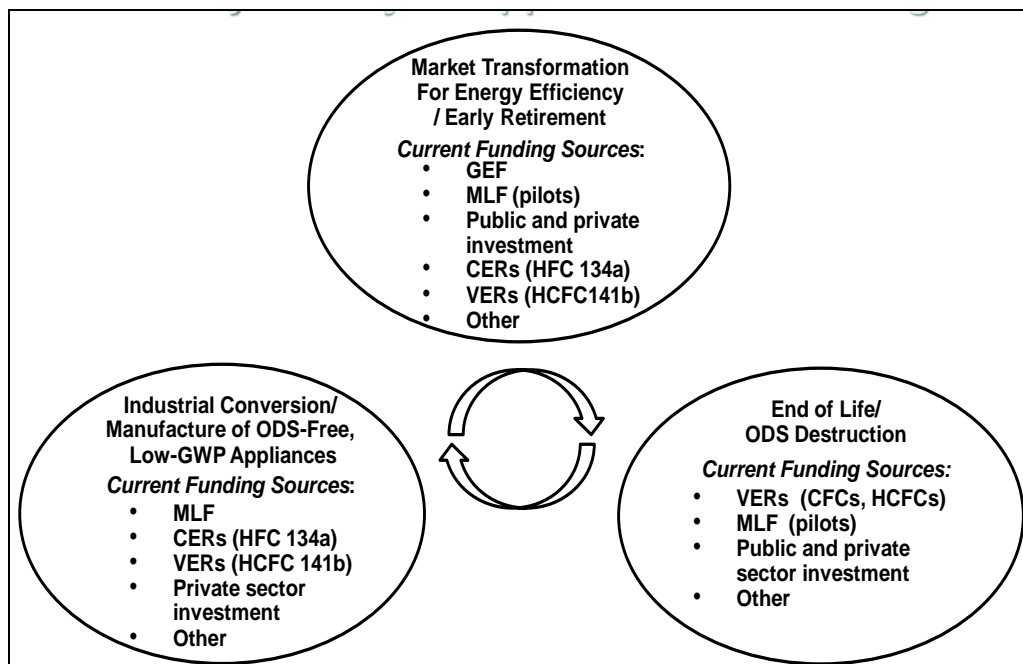 Market Transformation
For Energy Efficiency
/ Early Retirement
Current Funding Sources:
• GEF
• MLF (pilots)
• Public and private
investment
• CERs (HFC 134a)
• VERs (HCFC141b)
• Other
Industrial Conversion/
Manufacture of ODS-Free,
Low-GWP Appliances
Current Funding Sources:
• MLF
• CERs (HFC 134a)
• VERs (HCFC 141b)
• Private sector
investment
• Other
End of Life/
ODS Destruction
Current Funding Sources:
• VERs (CFCs, HCFCs)
• MLF (pilots)
• Public and private
sector investment
• Other